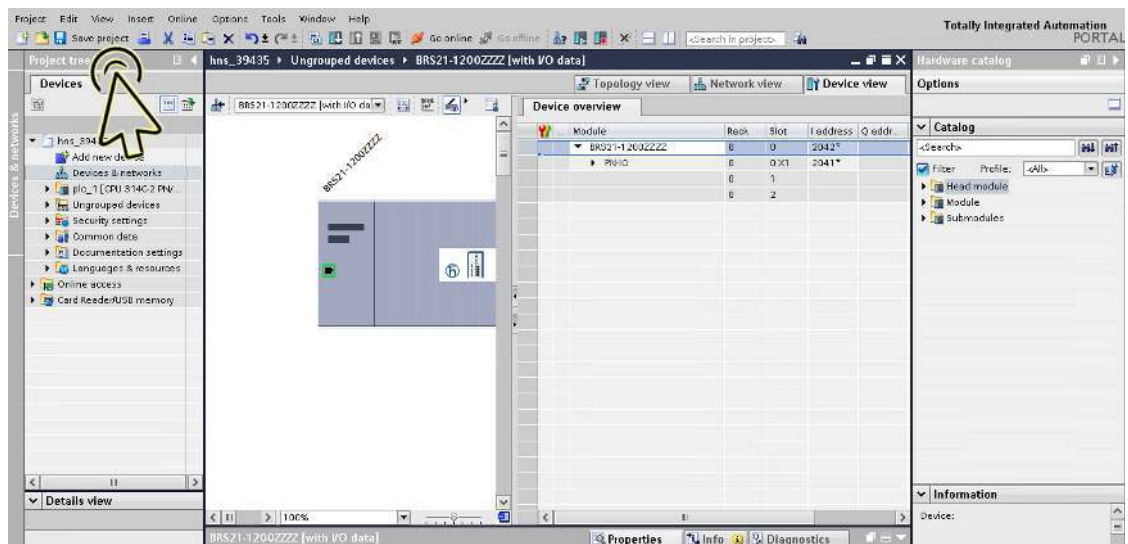 Project Edit View Insert Online Options Tools Window Help
Totally Integrated Automation
PORTAL
Save project
Go online
Go offline
<Search in project>
Project tree
hns_39435 ▸ Ungrouped devices ▸ BRS21-1200ZZZZ [with I/O data]
Hardware catalog
Devices
Topology view
Network view
Device view
Options
BRS21-1200ZZZZ [with I/O da
Device overview
Devices & networks
Module Rack Slot I address Q addr...
BRS21-1200ZZZZ 0 0 2042*
PN-IO 0 0 X1 2041*
0 1
0 2
Catalog
<Search>
Filter Profile: <All>
Head module
Module
Submodules
Add new
Devices & networks
plc_1 [CPU 314C-2 PN/...
Ungrouped devices
Security settings
Common data
Documentation settings
Languages & resources
Online access
Card Reader/USB memory
BRS21-1200ZZZZ
Details view
100%
Information
Device:
BRS21-1200ZZZZ [with I/O data]
Properties
Info
Diagnostics